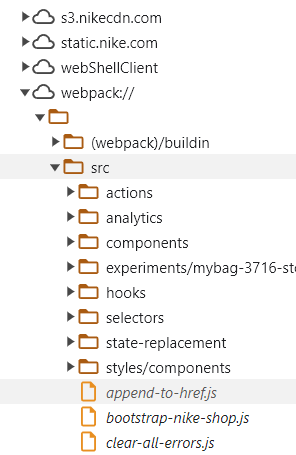 s3.nikecdn.com
static.nike.com
webShellClient
webpack://
(webpack)/buildin
src
actions
analytics
components
experiments/mybag-3716-sto
hooks
selectors
state-replacement
styles/components
append-to-href.js
bootstrap-nike-shop.js
clear-all-errors.js